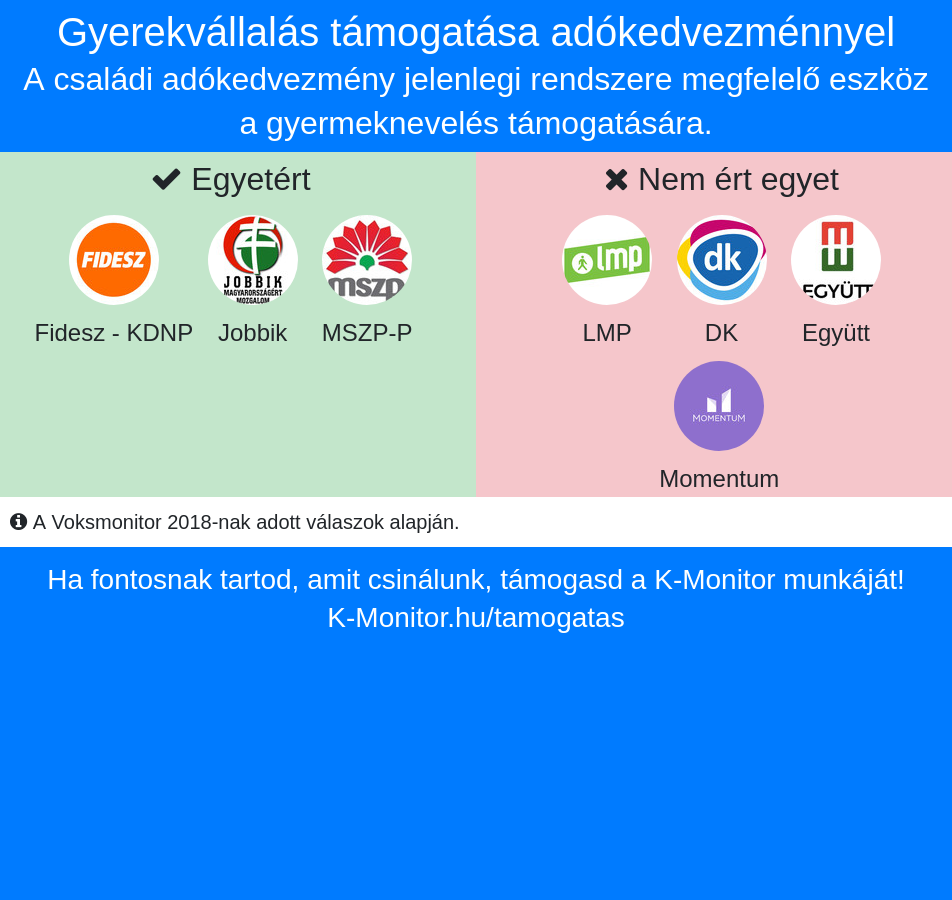 Gyerekvállalás támogatása adókedvezménnyel
A családi adókedvezmény jelenlegi rendszere megfelelő eszköz
a gyermeknevelés támogatására.
Egyetért
Nem ért egyet
FIDESZ
JOBBIK
MAGYARORSZÁGÉRT
MOZGALOM
mszp
lmp
dk
EGYÜTT
Fidesz - KDNP
Jobbik
MSZP-P
LMP
DK
Együtt
MOMENTUM
Momentum
A Voksmonitor 2018-nak adott válaszok alapján.
Ha fontosnak tartod, amit csinálunk, támogasd a K-Monitor munkáját!
K-Monitor.hu/tamogatas